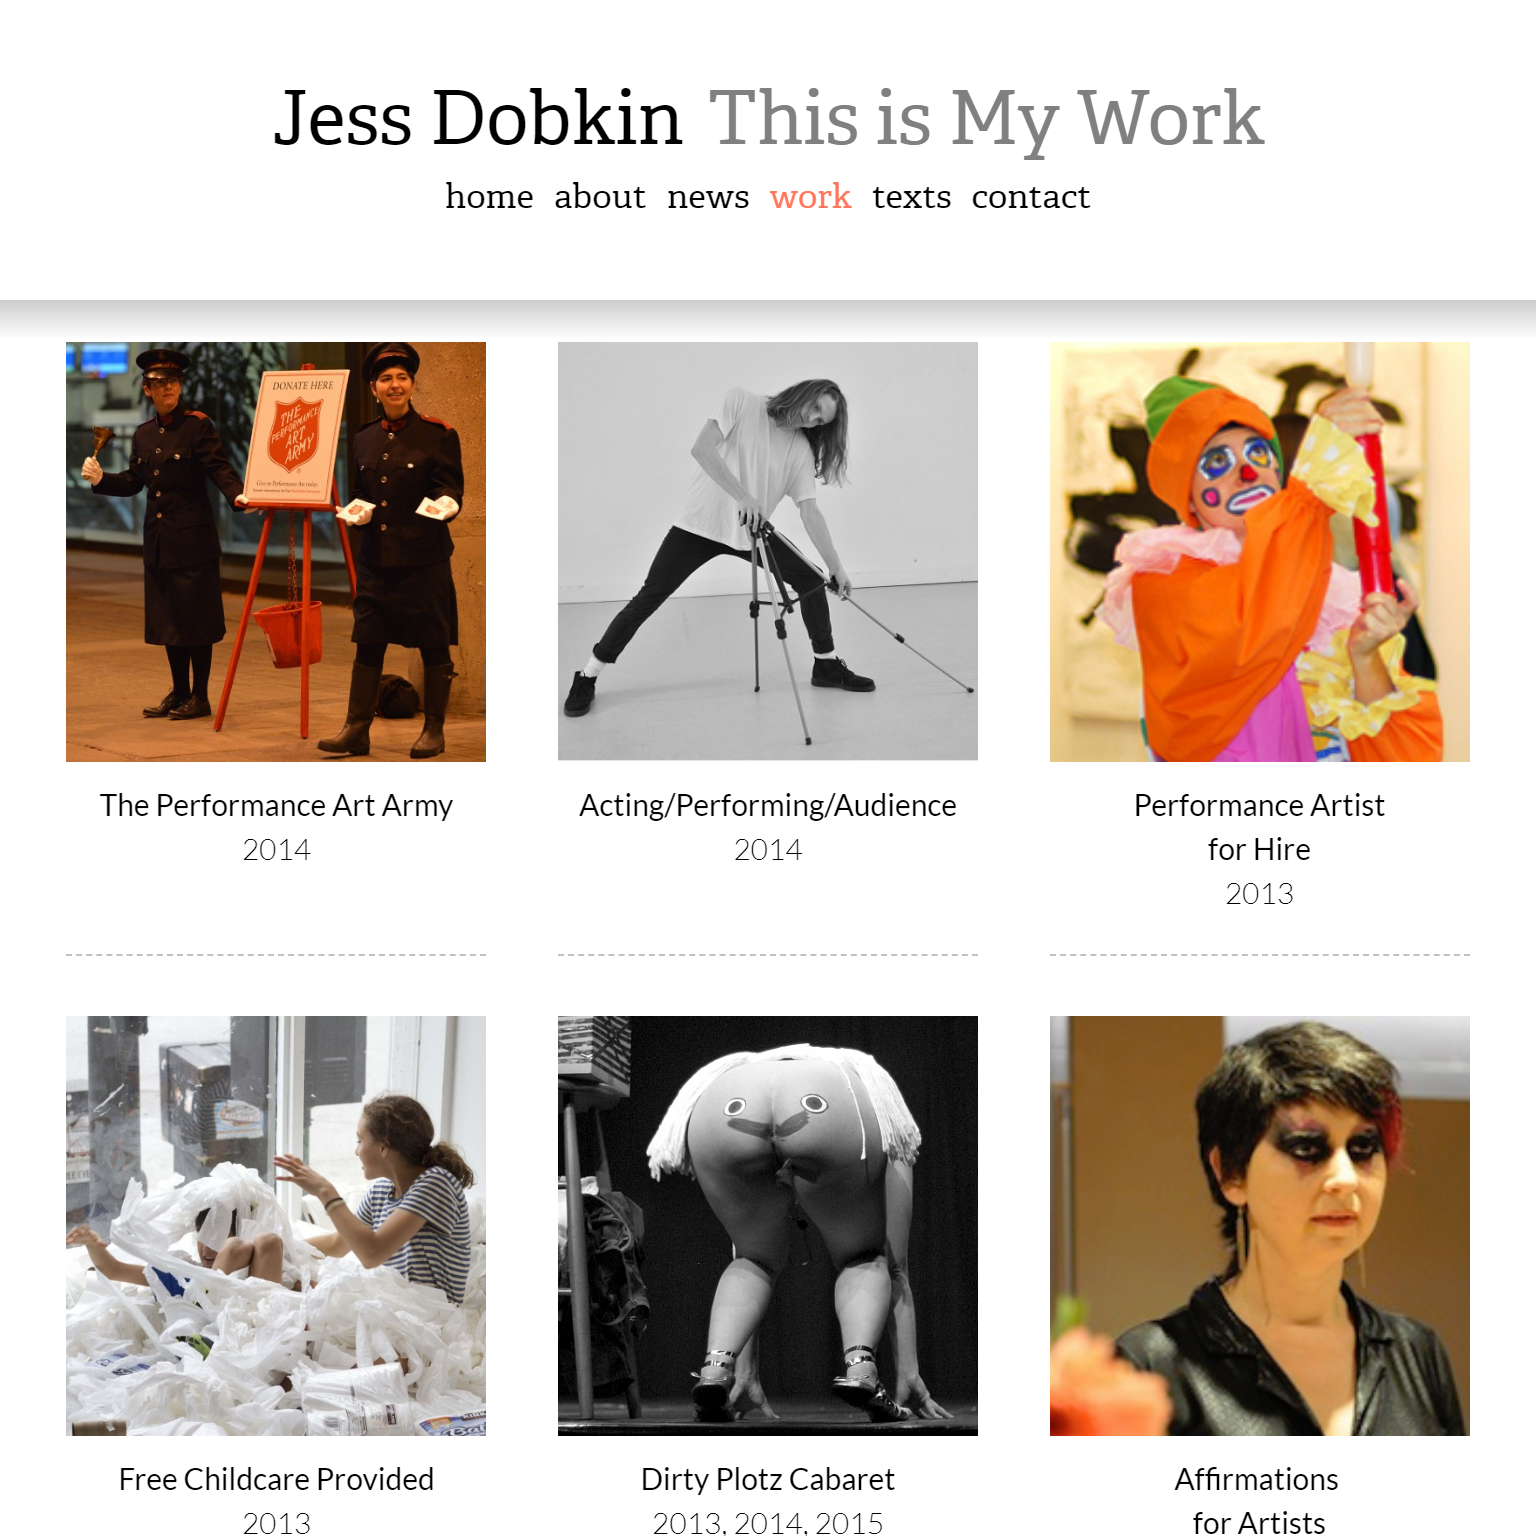 Jess Dobkin This is My Work
home about news work texts contact
DONATE HERE
THE
PERFORMANCE
ART
ARMY
The Performance Art Army
2014
Acting/Performing/Audience
2014
Performance Artist
for Hire
2013
Free Childcare Provided
2013
Dirty Plotz Cabaret
2013, 2014, 2015
Affirmations
for Artists